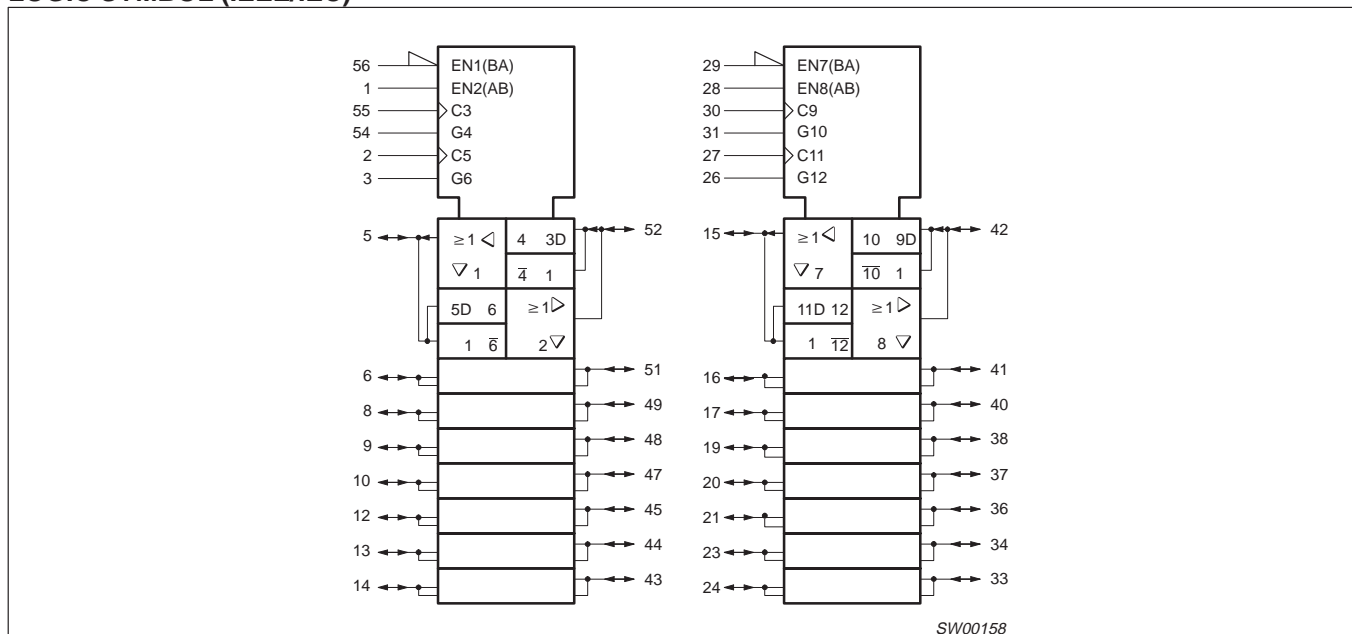 LOGIC SYMBOL (IEEE/IEC)
56 EN1(BA)
1 EN2(AB)
55 C3
54 G4
2 C5
3 G6
5 ≥1 ◁ 4 3D 52
▽ 1 4̅ 1
5D 6 ≥1 ▷
1 6̅ 2 ▽
6 51
8 49
9 48
10 47
12 45
13 44
14 43
29 EN7(BA)
28 EN8(AB)
30 C9
31 G10
27 C11
26 G12
15 ≥1 ◁ 10 9D 42
▽ 7 1̅0̅ 1
11D 12 ≥1 ▷
1 1̅2̅ 8 ▽
16 41
17 40
19 38
20 37
21 36
23 34
24 33
SW00158